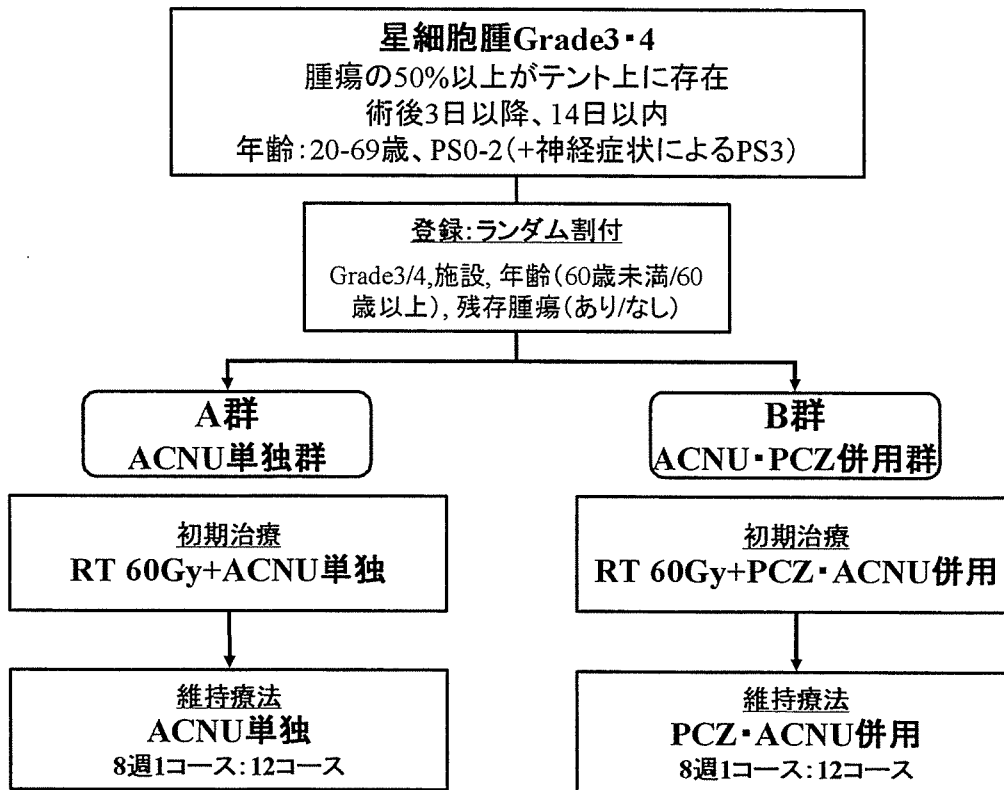 星細胞腫Grade3・4
腫瘍の50%以上がテント上に存在
術後3日以降、14日以内
年齢:20-69歳、PS0-2(+神経症状によるPS3)
登録:ランダム割付
Grade3/4,施設, 年齢(60歳未満/60
歳以上), 残存腫瘍(あり/なし)
A群
ACNU単独群
B群
ACNU・PCZ併用群
初期治療
RT 60Gy+ACNU単独
初期治療
RT 60Gy+PCZ・ACNU併用
維持療法
ACNU単独
8週1コース:12コース
維持療法
PCZ・ACNU併用
8週1コース:12コース